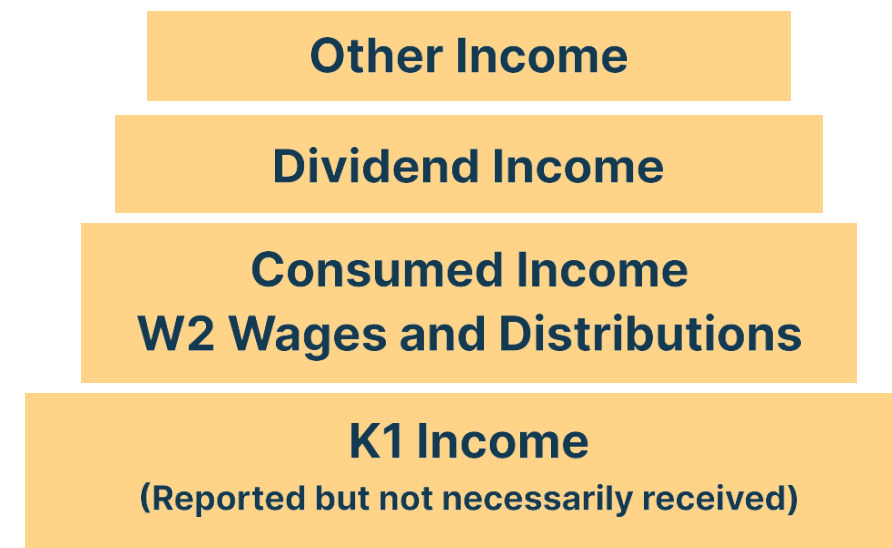 Other Income
Dividend Income
Consumed Income
W2 Wages and Distributions
K1 Income
(Reported but not necessarily received)